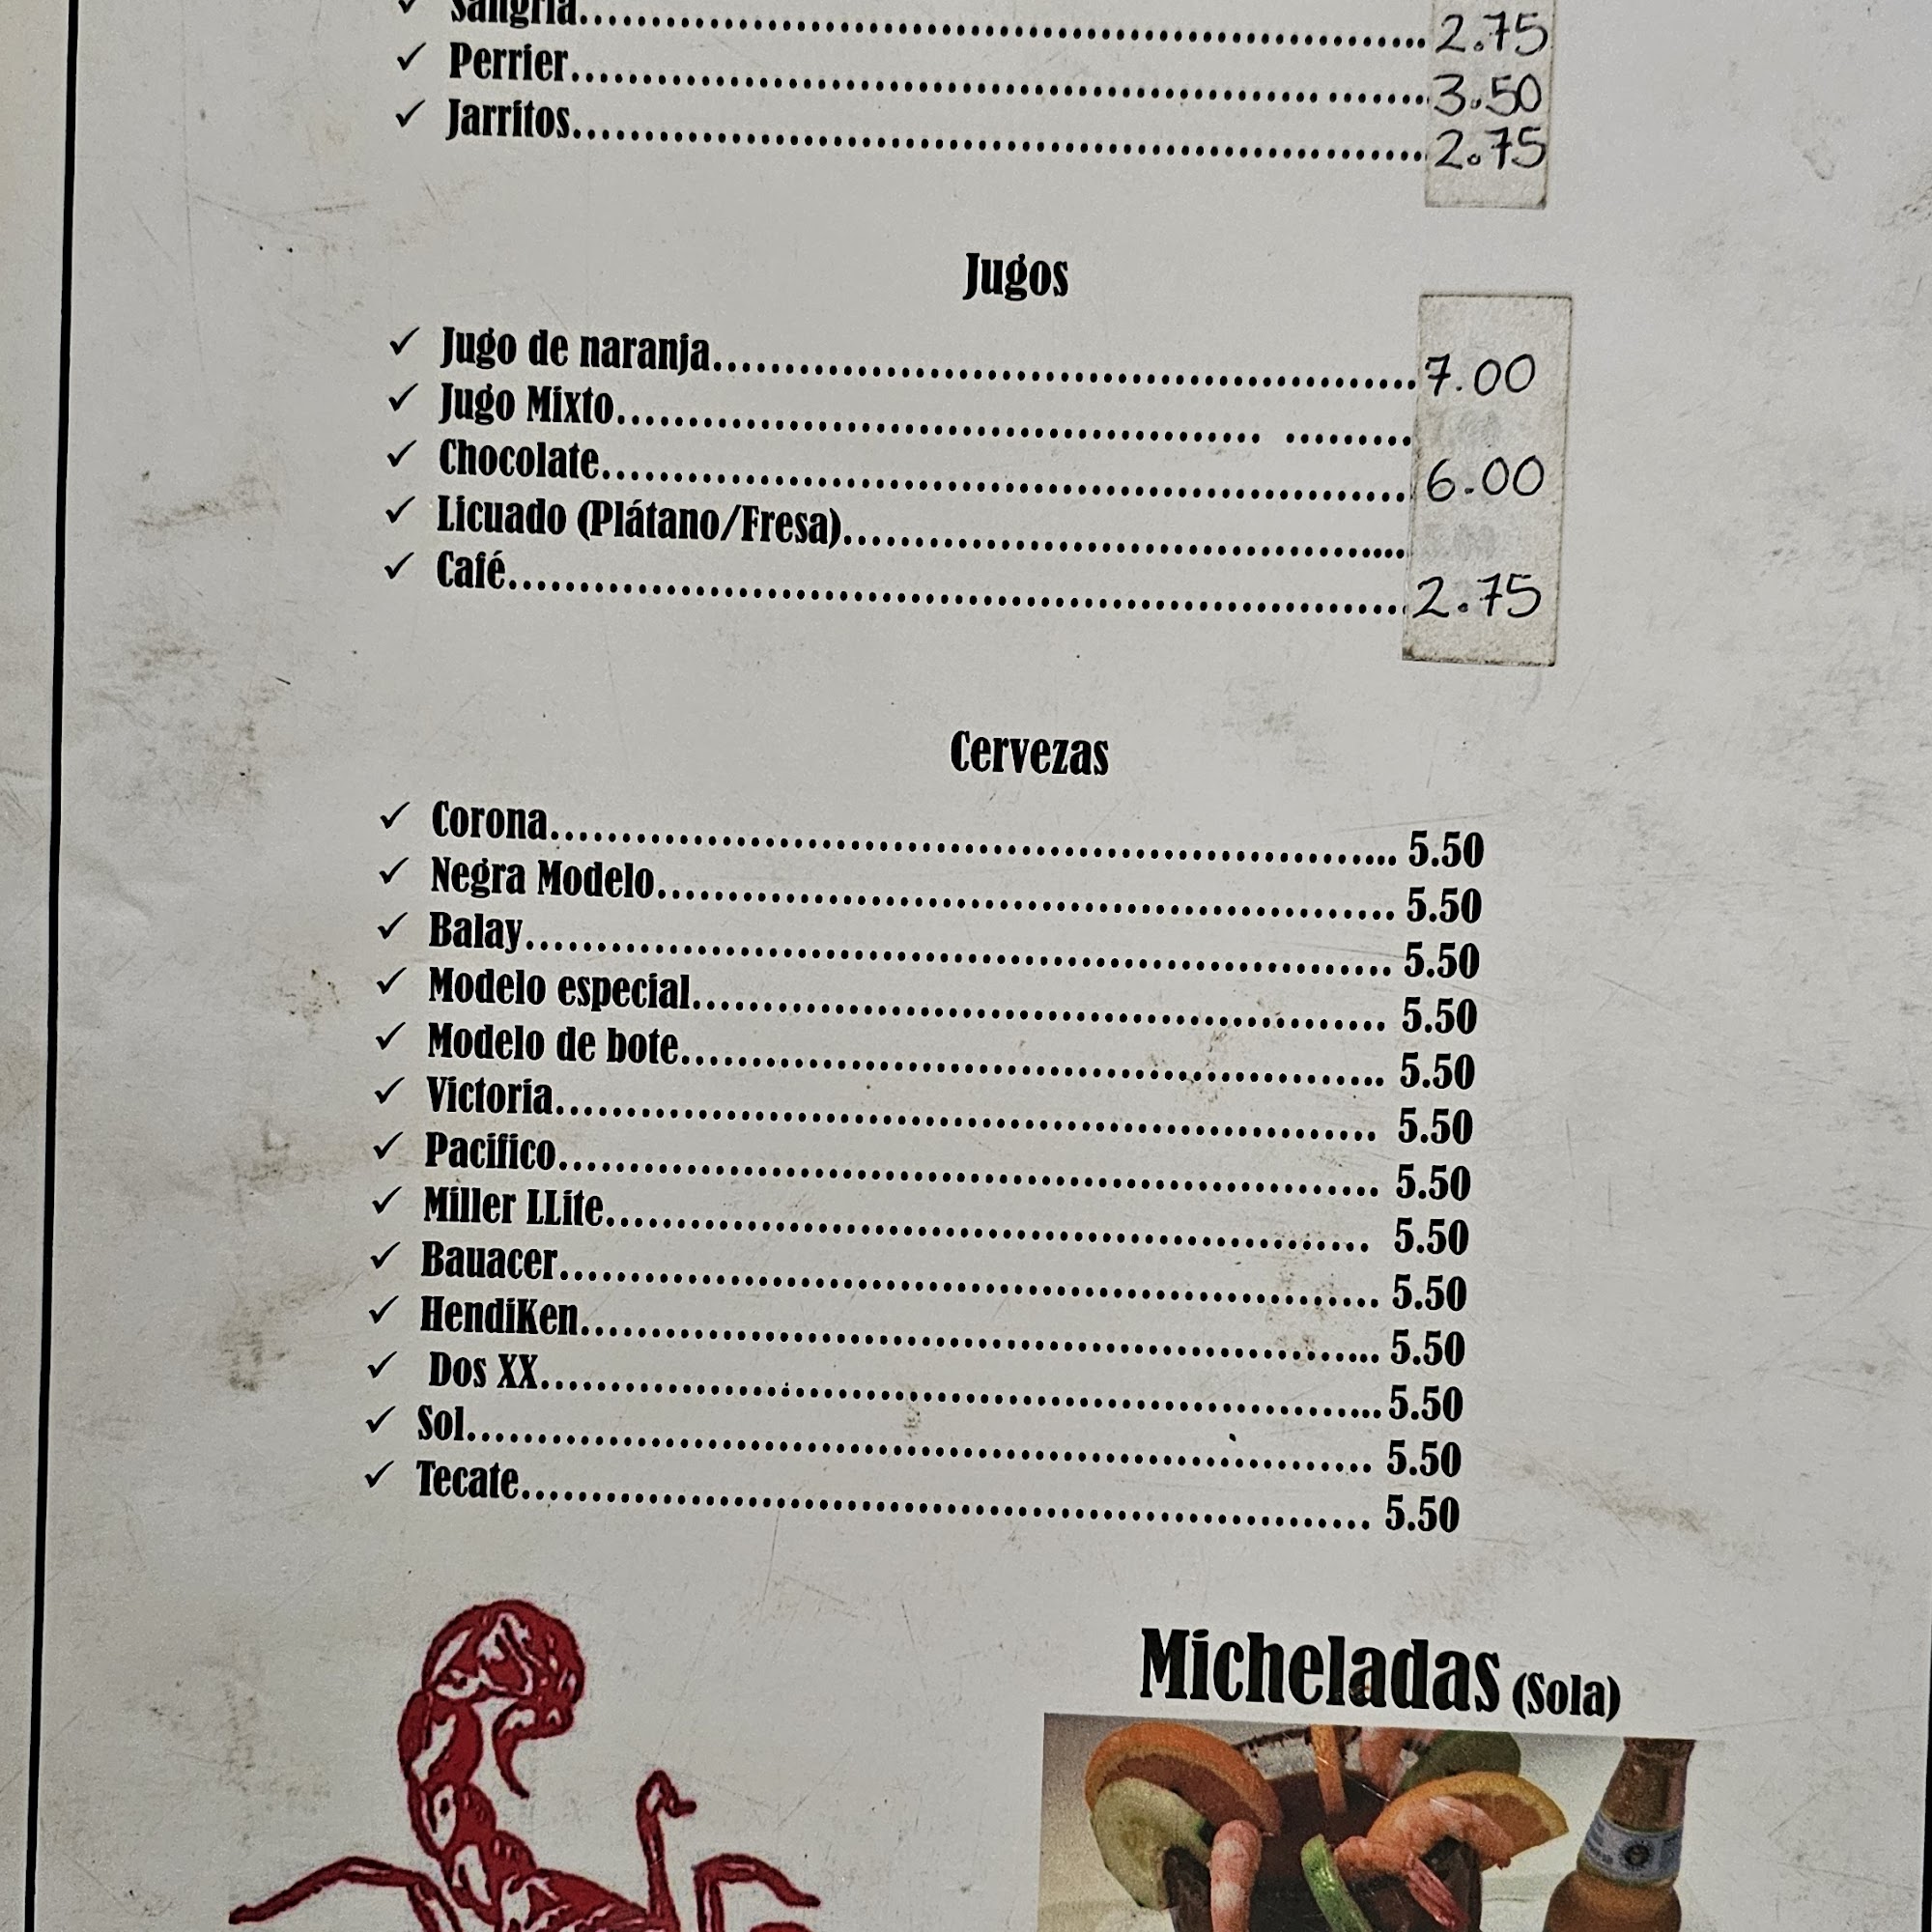 Sangria 2.75
Perrier 3.50
Jarritos 2.75
Jugos
Jugo de naranja 7.00
Jugo Mixto
Chocolate 6.00
Licuado (Plátano/Fresa)
Café 2.75
Cervezas
Corona 5.50
Negra Modelo 5.50
Balay 5.50
Modelo especial 5.50
Modelo de bote 5.50
Victoria 5.50
Pacifico 5.50
Miller LLite 5.50
Bauacer 5.50
HendiKen 5.50
Dos XX 5.50
Sol 5.50
Tecate 5.50
Micheladas (Sola)